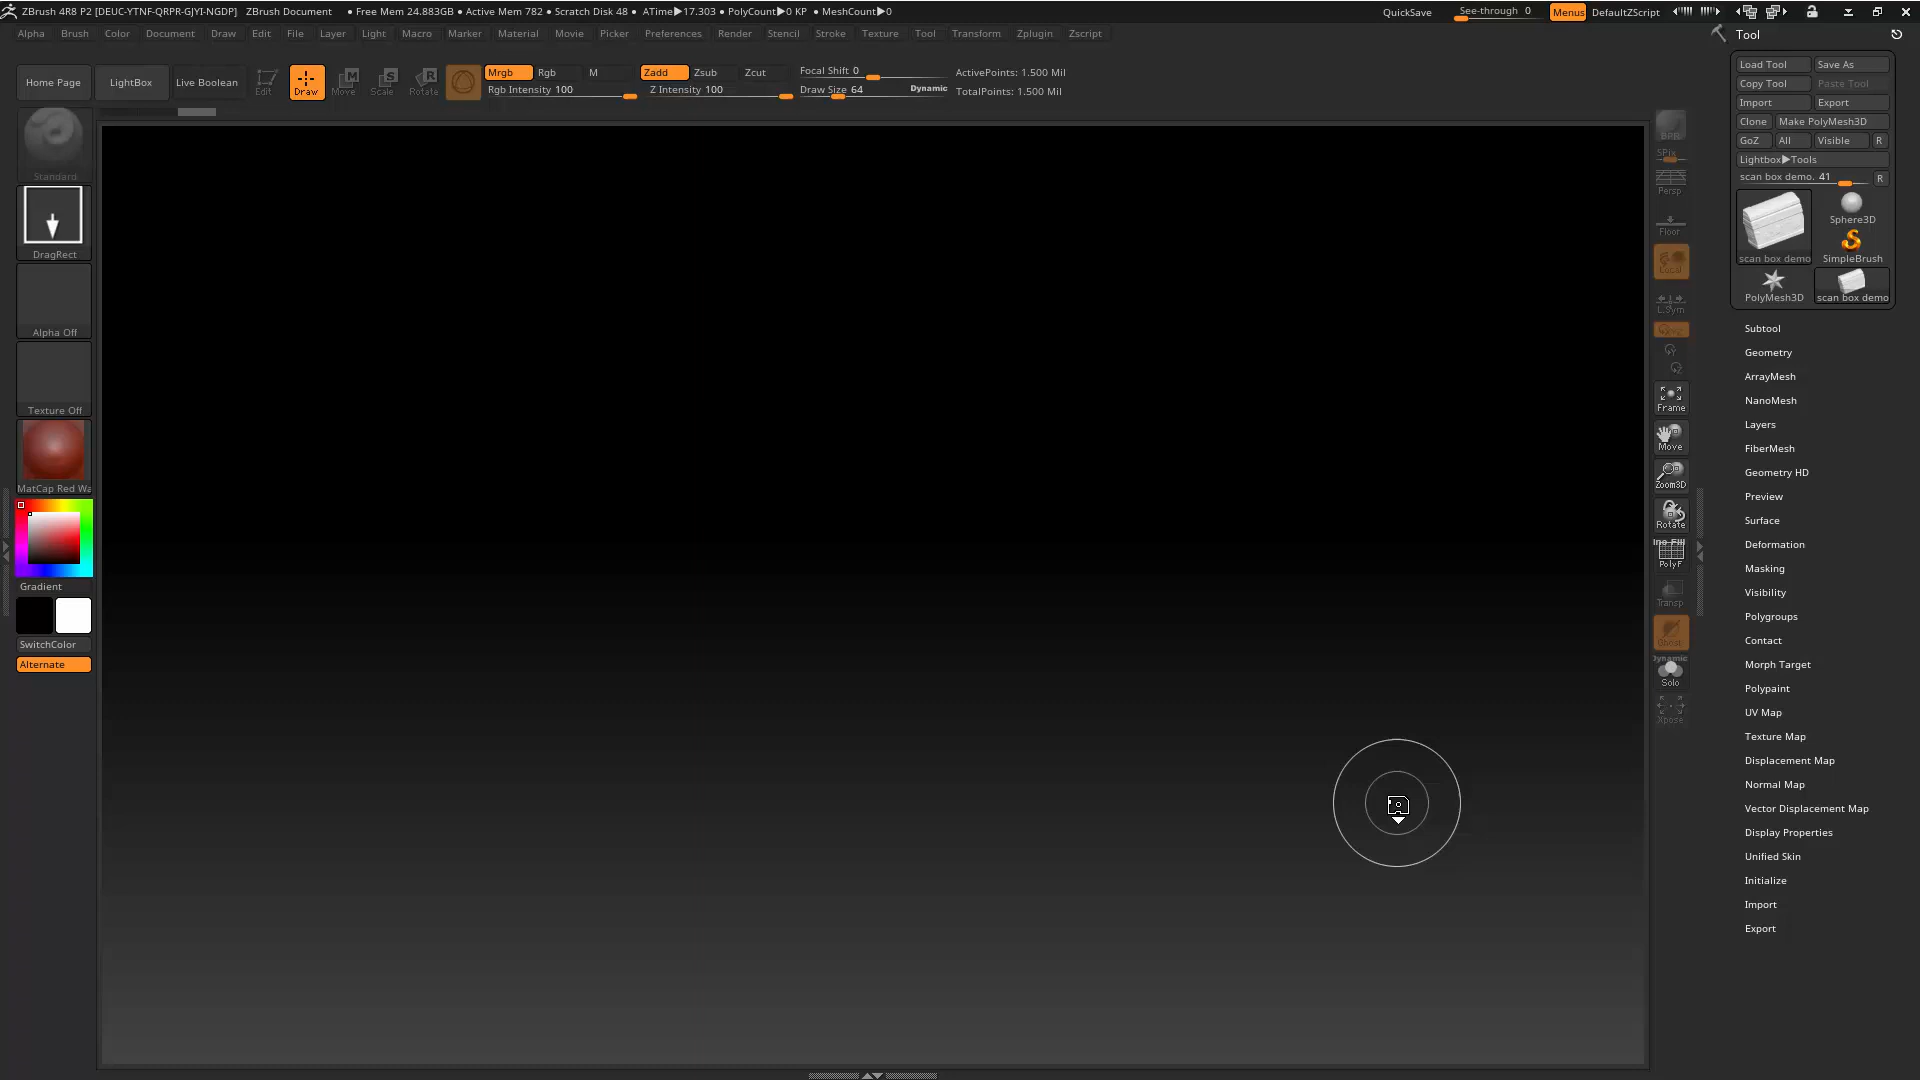 ZBrush 4R8 P2 [DEUC-YTNF-QRPR-GJYI-NGDP] ZBrush Document • Free Mem 24.883GB • Active Mem 782 • Scratch Disk 48 • ATime▶17.303 • PolyCount▶0 KP • MeshCount▶0 QuickSave See-through 0 Menus DefaultZScript
Alpha Brush Color Document Draw Edit File Layer Light Macro Marker Material Movie Picker Preferences Render Stencil Stroke Texture Tool Transform Zplugin Zscript
Home Page LightBox Live Boolean Edit Draw Move Scale Rotate
Mrgb Rgb M Zadd Zsub Zcut Focal Shift 0 ActivePoints: 1.500 Mil
Rgb Intensity 100 Z Intensity 100 Draw Size 64 Dynamic TotalPoints: 1.500 Mil
Standard
DragRect
Alpha Off
Texture Off
MatCap Red Wa
Gradient
SwitchColor
Alternate
BPR
SPix
Persp
Floor
Local
L.Sym
Frame
Move
Zoom3D
Rotate
PolyF
Transp
Ghost
Dynamic
Solo
Xpose
Tool
Load Tool Save As
Copy Tool Paste Tool
Import Export
Clone Make PolyMesh3D
GoZ All Visible R
Lightbox▶Tools
scan box demo. 41 R
Sphere3D
scan box demo SimpleBrush
PolyMesh3D scan box demo
Subtool
Geometry
ArrayMesh
NanoMesh
Layers
FiberMesh
Geometry HD
Preview
Surface
Deformation
Masking
Visibility
Polygroups
Contact
Morph Target
Polypaint
UV Map
Texture Map
Displacement Map
Normal Map
Vector Displacement Map
Display Properties
Unified Skin
Initialize
Import
Export